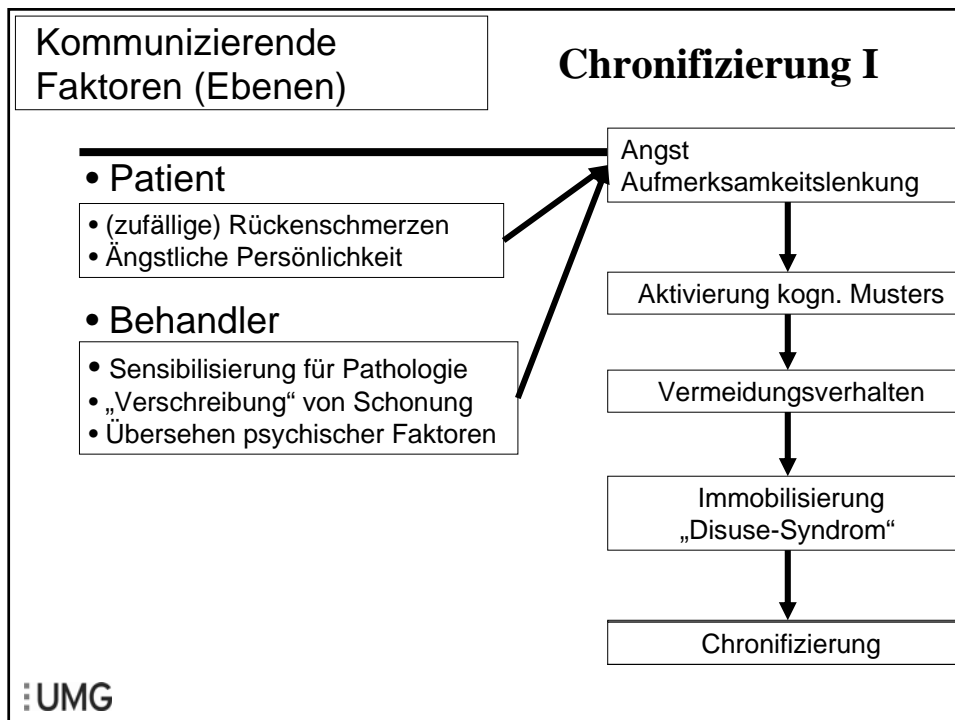 Kommunizierende
Faktoren (Ebenen)
Chronifizierung I
• Patient
• (zufällige) Rückenschmerzen
• Ängstliche Persönlichkeit
• Behandler
• Sensibilisierung für Pathologie
• „Verschreibung“ von Schonung
• Übersehen psychischer Faktoren
Angst
Aufmerksamkeitslenkung
Aktivierung kogn. Musters
Vermeidungsverhalten
Immobilisierung
„Disuse-Syndrom“
Chronifizierung
UMG